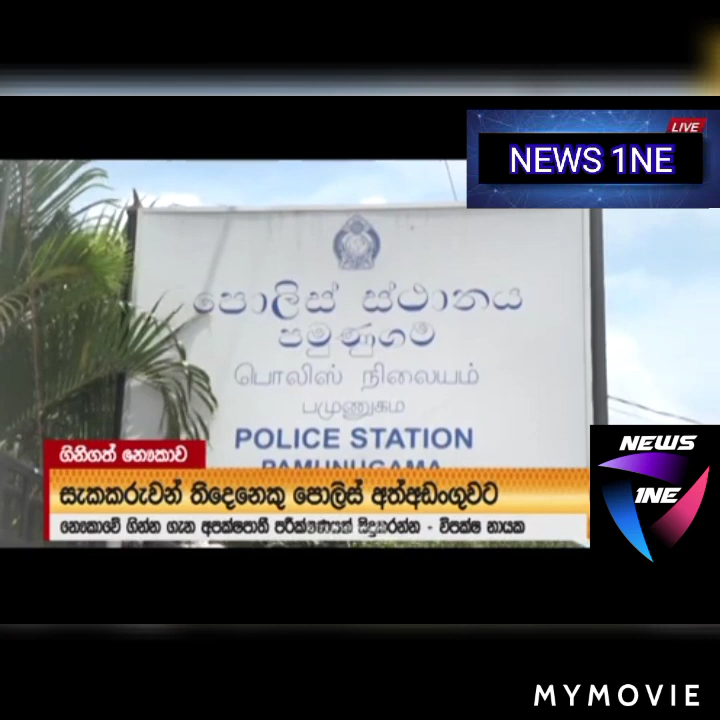 LIVE
NEWS 1NE
පොලිස් ස්ථානය
පමුණුගම
பொலிஸ் நிலையம்
பமுணுகம
POLICE STATION
PAMUNUGAMA
NEWS
1NE
ගිනිගත් නෞකාව
සැකකරුවන් තිදෙනෙකු පොලිස් අත්අඩංගුවට
නෞකාවේ ගින්න ගැන අපක්ෂපාතී පරීක්ෂණයක් සිදුකරන්න - විපක්ෂ නායක
MYMOVIE